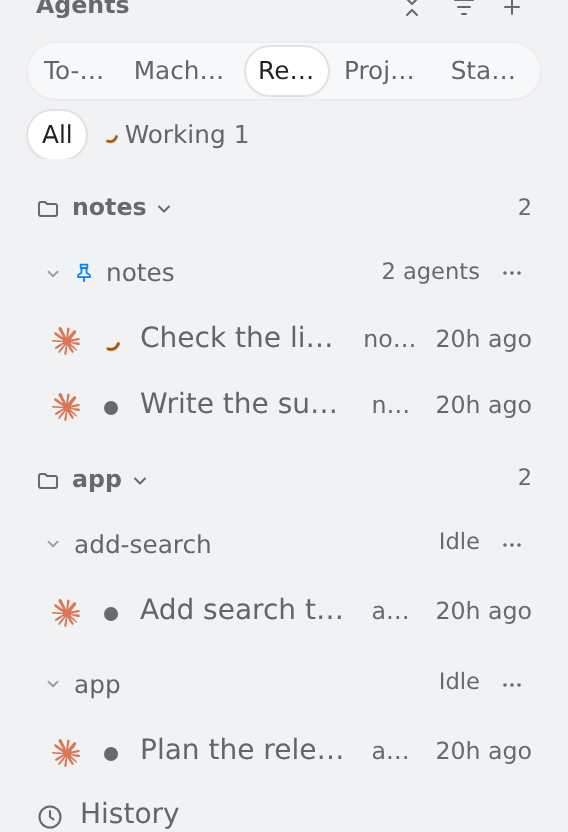 Agents
To-... Mach... Re... Proj... Sta...
All Working 1
notes 2
notes 2 agents ...
Check the li... no... 20h ago
Write the su... n... 20h ago
app 2
add-search Idle ...
Add search t... a... 20h ago
app Idle ...
Plan the rele... a... 20h ago
History